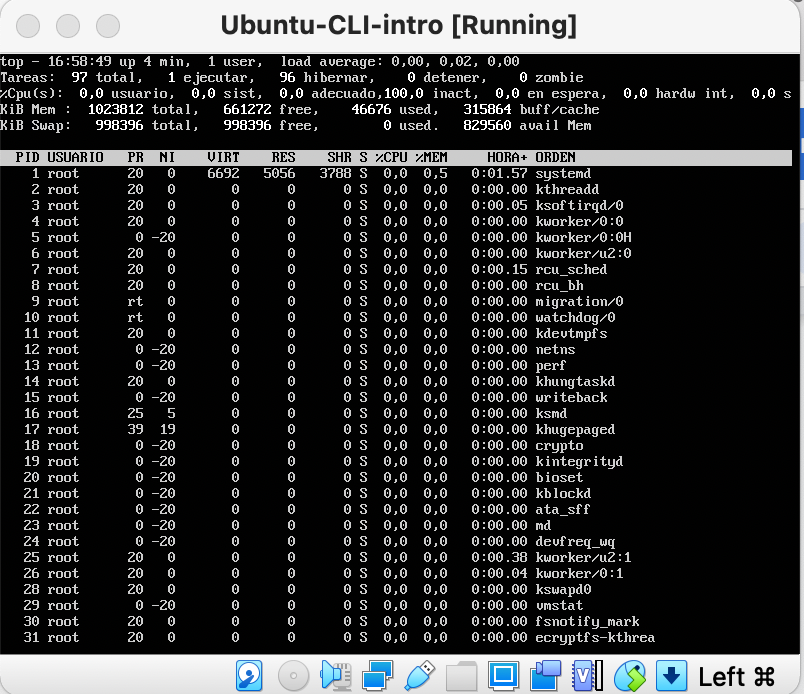 Ubuntu-CLI-intro [Running]
top - 16:58:49 up 4 min,  1 user,  load average: 0,00, 0,02, 0,00
Tareas:  97 total,   1 ejecutar,  96 hibernar,   0 detener,   0 zombie
%Cpu(s):  0,0 usuario,  0,0 sist,  0,0 adecuado,100,0 inact,  0,0 en espera,  0,0 hardw int,  0,0 s
KiB Mem :  1023812 total,   661272 free,    46676 used,   315864 buff/cache
KiB Swap:   998396 total,   998396 free,        0 used.   829560 avail Mem
PID USUARIO PR NI VIRT RES SHR S %CPU %MEM HORA+ ORDEN
1 root 20 0 6692 5056 3788 S 0,0 0,5 0:01.57 systemd
2 root 20 0 0 0 0 S 0,0 0,0 0:00.00 kthreadd
3 root 20 0 0 0 0 S 0,0 0,0 0:00.05 ksoftirqd/0
4 root 20 0 0 0 0 S 0,0 0,0 0:00.00 kworker/0:0
5 root 0 -20 0 0 0 S 0,0 0,0 0:00.00 kworker/0:0H
6 root 20 0 0 0 0 S 0,0 0,0 0:00.00 kworker/u2:0
7 root 20 0 0 0 0 S 0,0 0,0 0:00.15 rcu_sched
8 root 20 0 0 0 0 S 0,0 0,0 0:00.00 rcu_bh
9 root rt 0 0 0 0 S 0,0 0,0 0:00.00 migration/0
10 root rt 0 0 0 0 S 0,0 0,0 0:00.00 watchdog/0
11 root 20 0 0 0 0 S 0,0 0,0 0:00.00 kdevtmpfs
12 root 0 -20 0 0 0 S 0,0 0,0 0:00.00 netns
13 root 0 -20 0 0 0 S 0,0 0,0 0:00.00 perf
14 root 20 0 0 0 0 S 0,0 0,0 0:00.00 khungtaskd
15 root 0 -20 0 0 0 S 0,0 0,0 0:00.00 writeback
16 root 25 5 0 0 0 S 0,0 0,0 0:00.00 ksmd
17 root 39 19 0 0 0 S 0,0 0,0 0:00.00 khugepaged
18 root 0 -20 0 0 0 S 0,0 0,0 0:00.00 crypto
19 root 0 -20 0 0 0 S 0,0 0,0 0:00.00 kintegrityd
20 root 0 -20 0 0 0 S 0,0 0,0 0:00.00 bioset
21 root 0 -20 0 0 0 S 0,0 0,0 0:00.00 kblockd
22 root 0 -20 0 0 0 S 0,0 0,0 0:00.00 ata_sff
23 root 0 -20 0 0 0 S 0,0 0,0 0:00.00 md
24 root 0 -20 0 0 0 S 0,0 0,0 0:00.00 devfreq_wq
25 root 20 0 0 0 0 S 0,0 0,0 0:00.38 kworker/u2:1
26 root 20 0 0 0 0 S 0,0 0,0 0:00.04 kworker/0:1
28 root 20 0 0 0 0 S 0,0 0,0 0:00.00 kswapd0
29 root 0 -20 0 0 0 S 0,0 0,0 0:00.00 vmstat
30 root 20 0 0 0 0 S 0,0 0,0 0:00.00 fsnotify_mark
31 root 20 0 0 0 0 S 0,0 0,0 0:00.00 ecryptfs-kthrea
Left ⌘